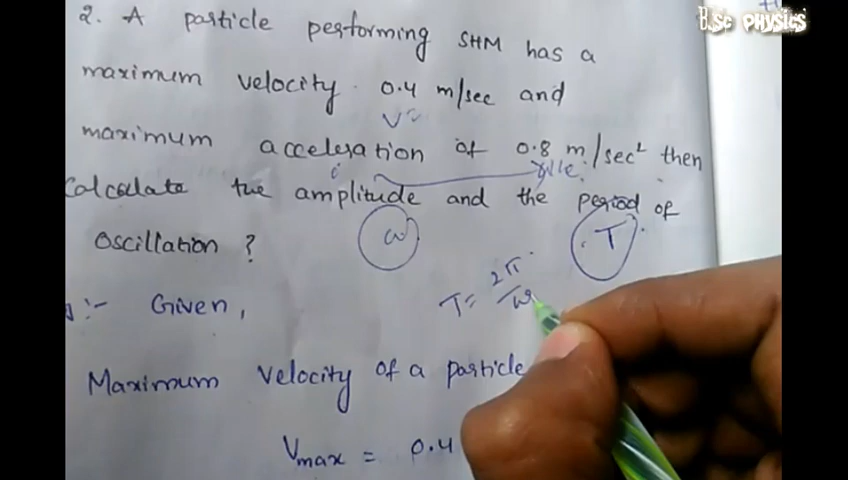 B.SC PHYSICS
2. A particle performing SHM has a
maximum velocity 0.4 m/sec and
maximum acceleration of 0.8 m/sec² then
Calculate the amplitude and the period of
Oscillation ?
ω T
T = 2π/ω
:- Given,
Maximum velocity of a particle
Vmax = 0.4